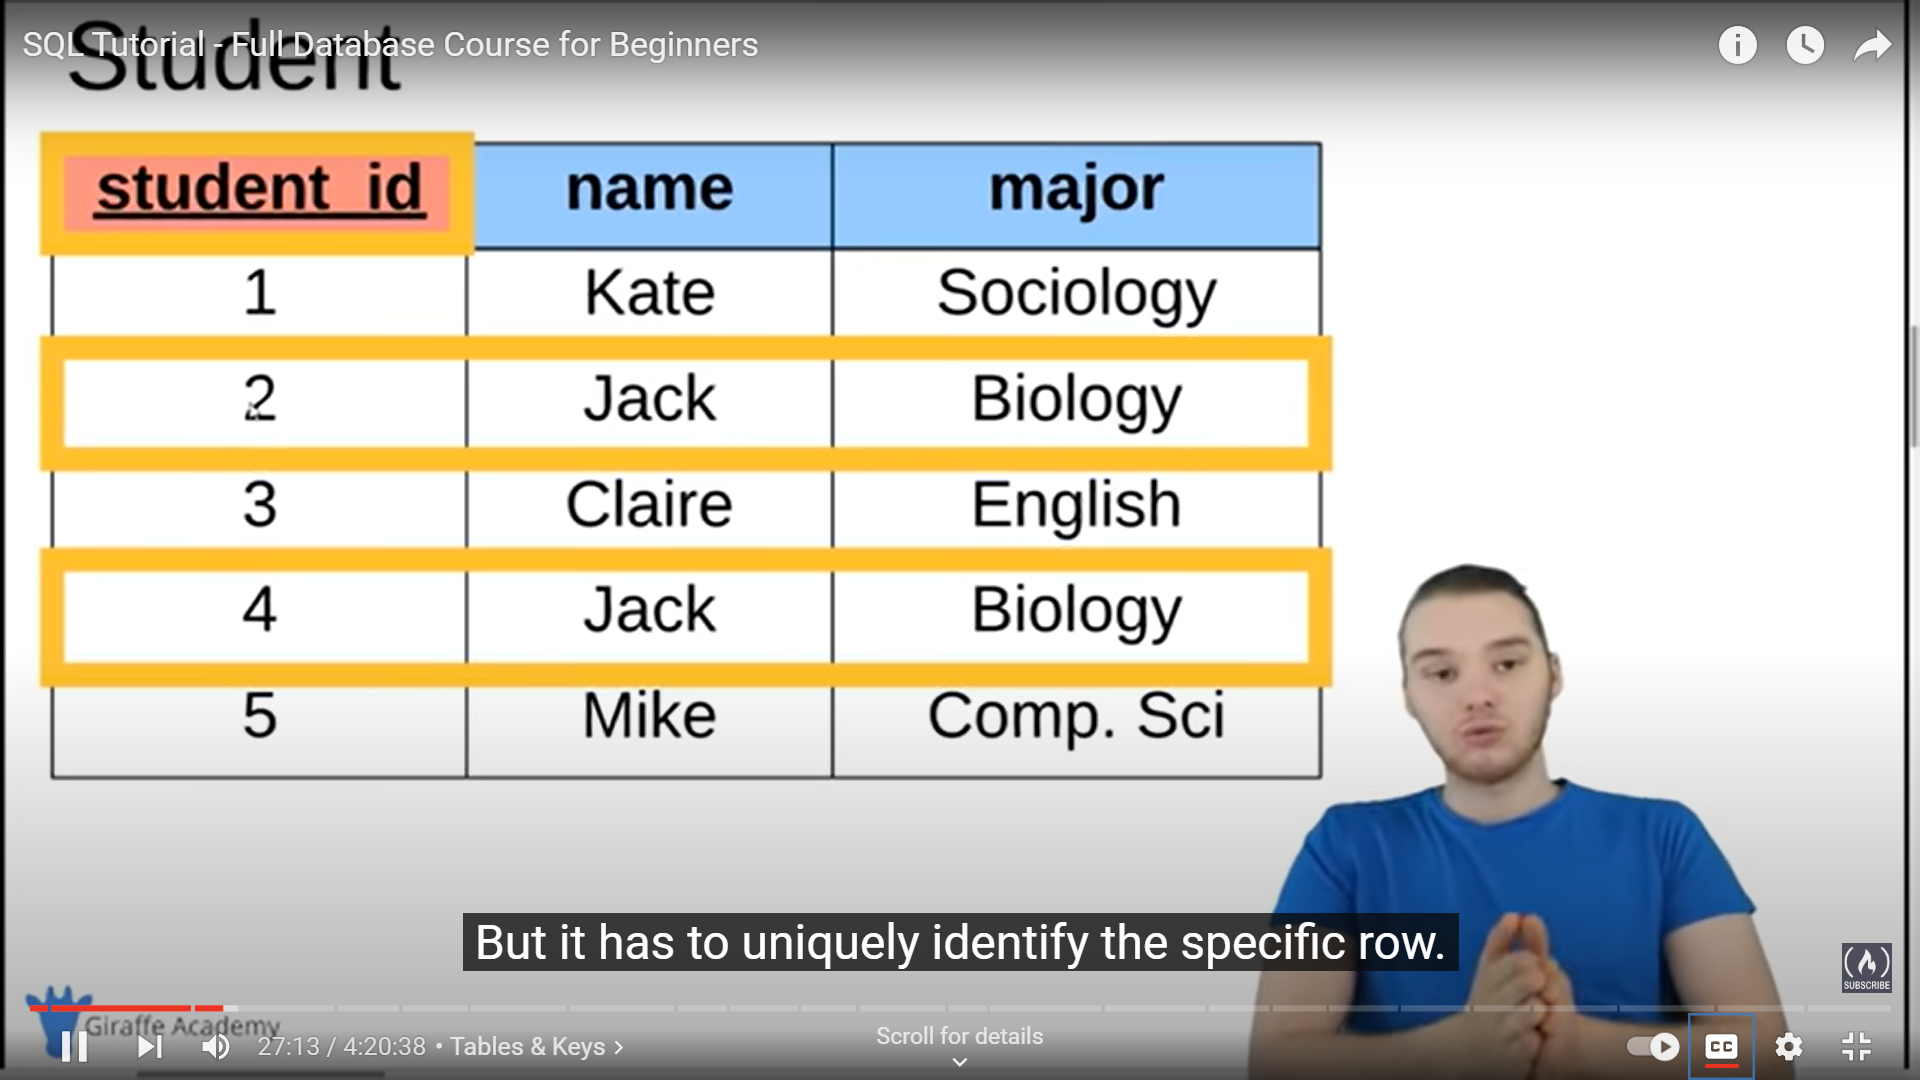 SQL Tutorial - Full Database Course for Beginners
Student
student_id name major
1 Kate Sociology
2 Jack Biology
3 Claire English
4 Jack Biology
5 Mike Comp. Sci
But it has to uniquely identify the specific row.
SUBSCRIBE
Giraffe Academy
27:13 / 4:20:38 • Tables & Keys
Scroll for details
CC